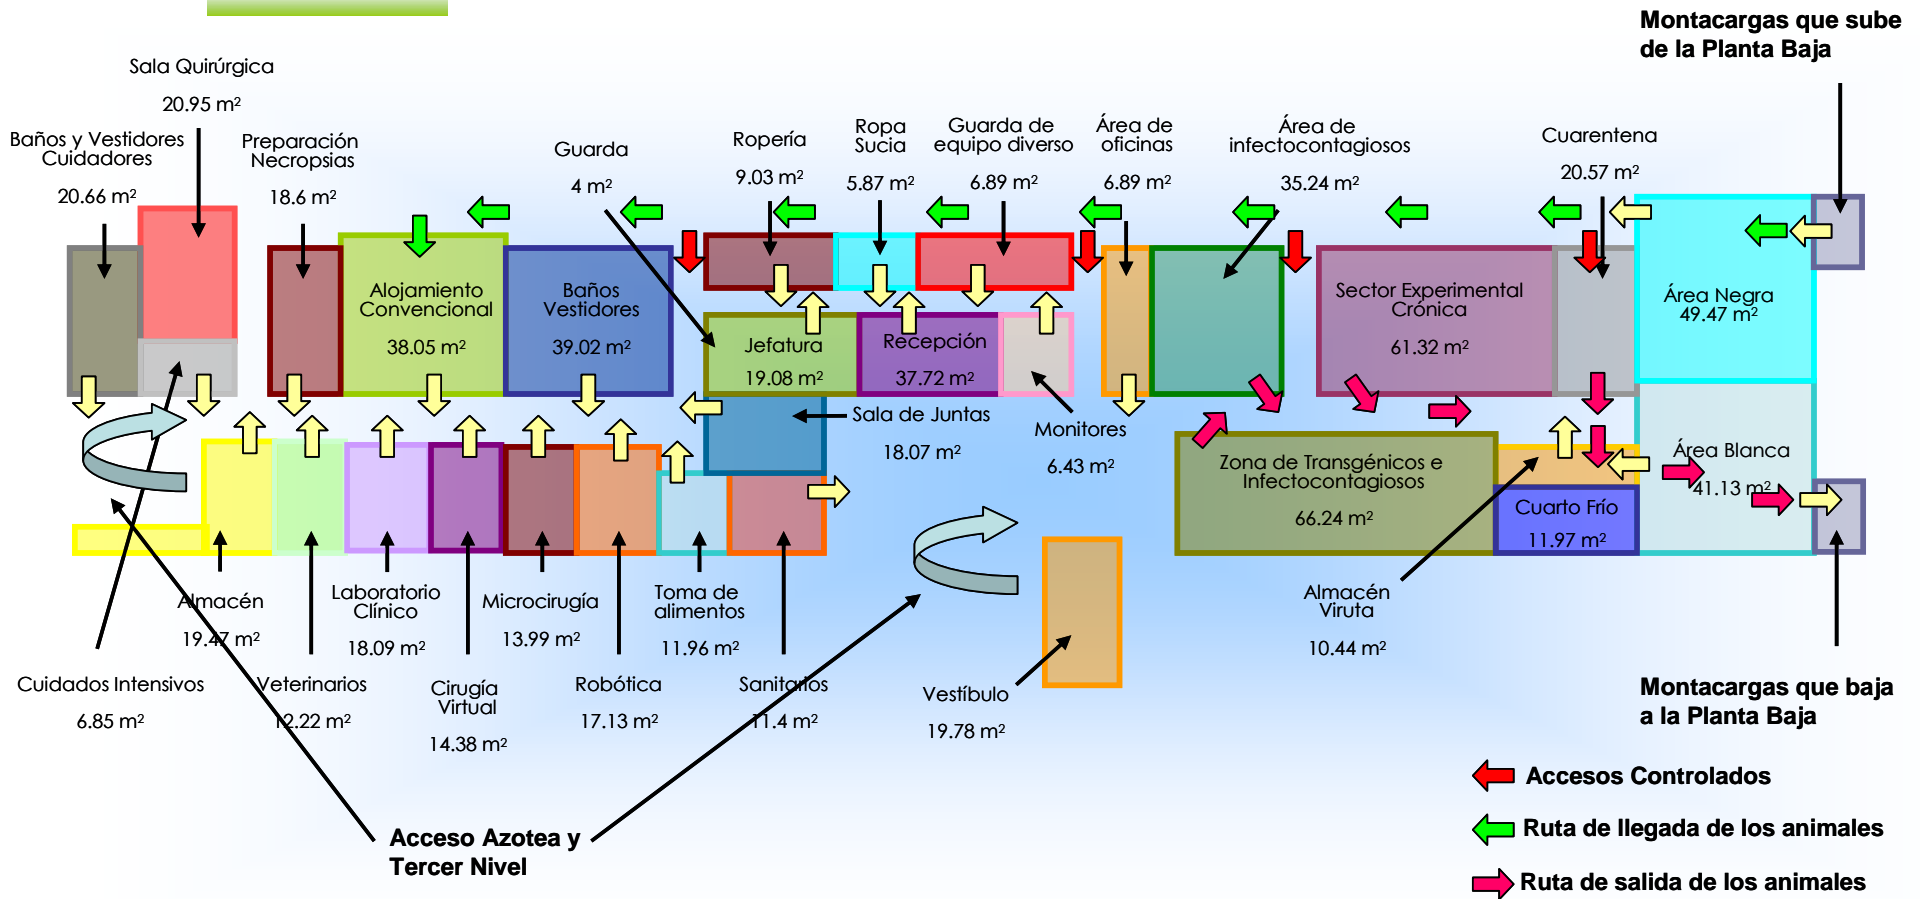 Montacargas que sube
de la Planta Baja
Sala Quirúrgica
20.95 m²
Baños y Vestidores
Cuidadores
20.66 m²
Preparación
Necropsias
18.6 m²
Guarda
4 m²
Ropería
9.03 m²
Ropa
Sucia
5.87 m²
Guarda de
equipo diverso
6.89 m²
Área de
oficinas
6.89 m²
Área de
infectocontagiosos
35.24 m²
Cuarentena
20.57 m²
Alojamiento
Convencional
38.05 m²
Baños
Vestidores
39.02 m²
Jefatura
19.08 m²
Recepción
37.72 m²
Sector Experimental
Crónica
61.32 m²
Área Negra
49.47 m²
Sala de Juntas
18.07 m²
Monitores
6.43 m²
Zona de Transgénicos e
Infectocontagiosos
66.24 m²
Cuarto Frío
11.97 m²
Área Blanca
41.13 m²
Almacén
19.47 m²
Laboratorio
Clínico
18.09 m²
Microcirugía
13.99 m²
Toma de
alimentos
11.96 m²
Almacén
Viruta
10.44 m²
Cuidados Intensivos
6.85 m²
Veterinarios
12.22 m²
Cirugía
Virtual
14.38 m²
Robótica
17.13 m²
Sanitarios
11.4 m²
Vestíbulo
19.78 m²
Montacargas que baja
a la Planta Baja
Acceso Azotea y
Tercer Nivel
Accesos Controlados
Ruta de llegada de los animales
Ruta de salida de los animales